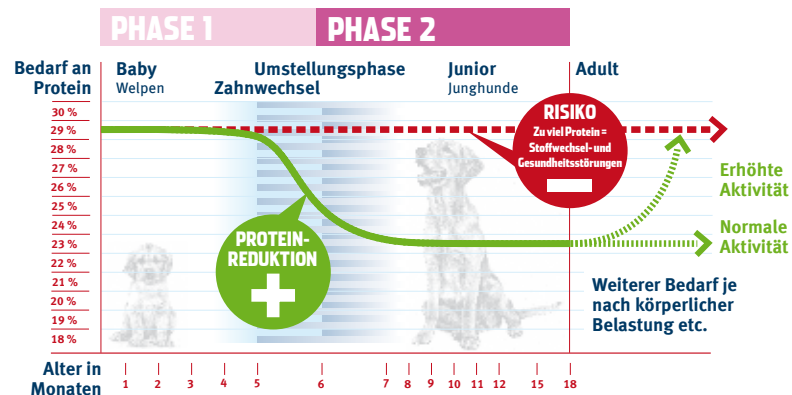 PHASE 1
PHASE 2
Bedarf an
Protein
Baby
Welpen
Umstellungsphase
Zahnwechsel
Junior
Junghunde
Adult
30 %
29 %
28 %
27 %
26 %
25 %
24 %
23 %
22 %
21 %
20 %
19 %
18 %
RISIKO
Zu viel Protein =
Stoffwechsel- und
Gesundheitsstörungen
PROTEIN-
REDUKTION
Erhöhte
Aktivität
Normale
Aktivität
Weiterer Bedarf je
nach körperlicher
Belastung etc.
Alter in
Monaten
1 2 3 4 5 6 7 8 9 10 11 12 15 18